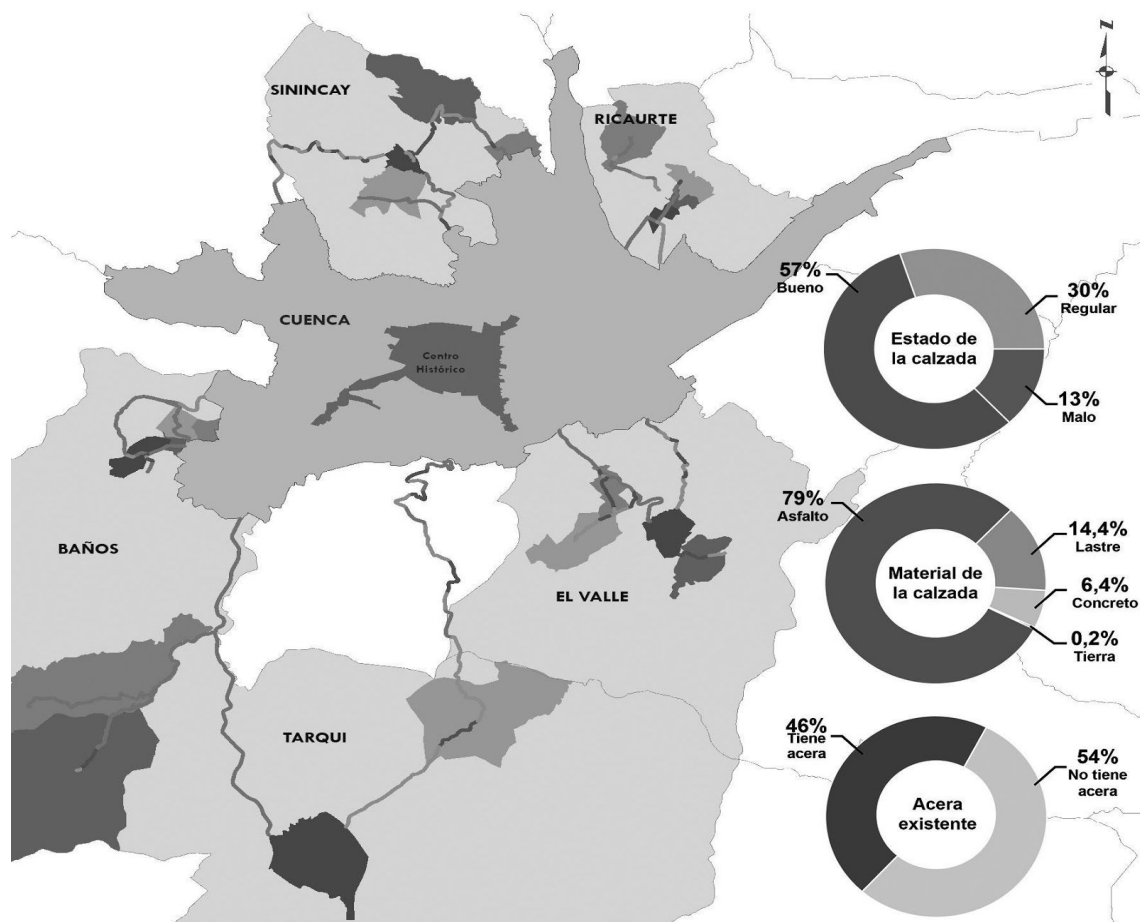 N
SININCAY
RICAURTE
CUENCA
Centro
Histórico
BAÑOS
EL VALLE
TARQUI
57%
Bueno
30%
Regular
Estado de
la calzada
13%
Malo
79%
Asfalto
14,4%
Lastre
Material de
la calzada
6,4%
Concreto
0,2%
Tierra
46%
Tiene
acera
54%
No tiene
acera
Acera
existente